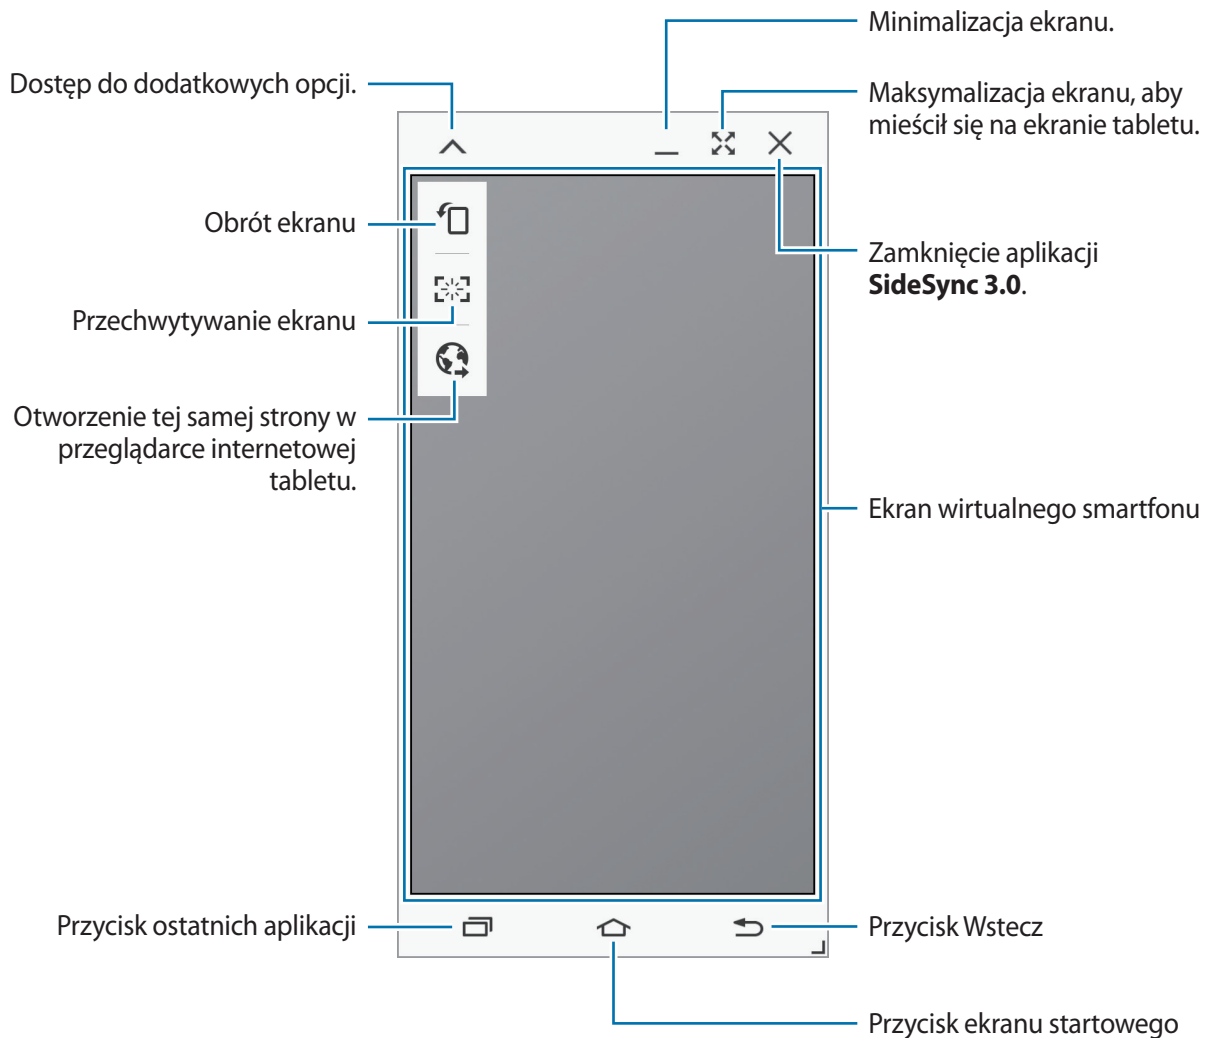 Minimalizacja ekranu.
Dostęp do dodatkowych opcji.
Maksymalizacja ekranu, aby
mieścił się na ekranie tabletu.
Obrót ekranu
Zamknięcie aplikacji
SideSync 3.0.
Przechwytywanie ekranu
Otworzenie tej samej strony w
przeglądarce internetowej
tabletu.
Ekran wirtualnego smartfonu
Przycisk ostatnich aplikacji
Przycisk Wstecz
Przycisk ekranu startowego